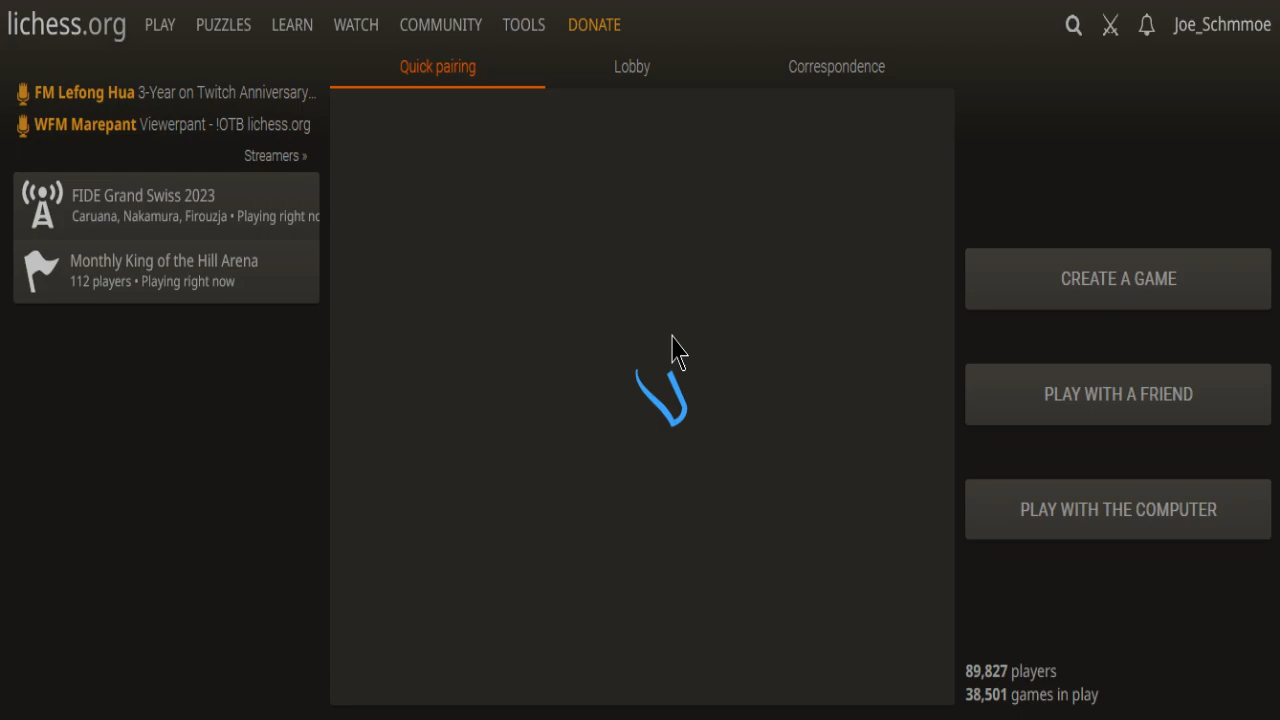 lichess.org PLAY PUZZLES LEARN WATCH COMMUNITY TOOLS DONATE Joe_Schmmoe
Quick pairing Lobby Correspondence
FM Lefong Hua 3-Year on Twitch Anniversary...
WFM Marepant Viewerpant - !OTB lichess.org
Streamers »
FIDE Grand Swiss 2023
Caruana, Nakamura, Firouzja • Playing right
Monthly King of the Hill Arena
112 players • Playing right now
CREATE A GAME
PLAY WITH A FRIEND
PLAY WITH THE COMPUTER
89,827 players
38,501 games in play